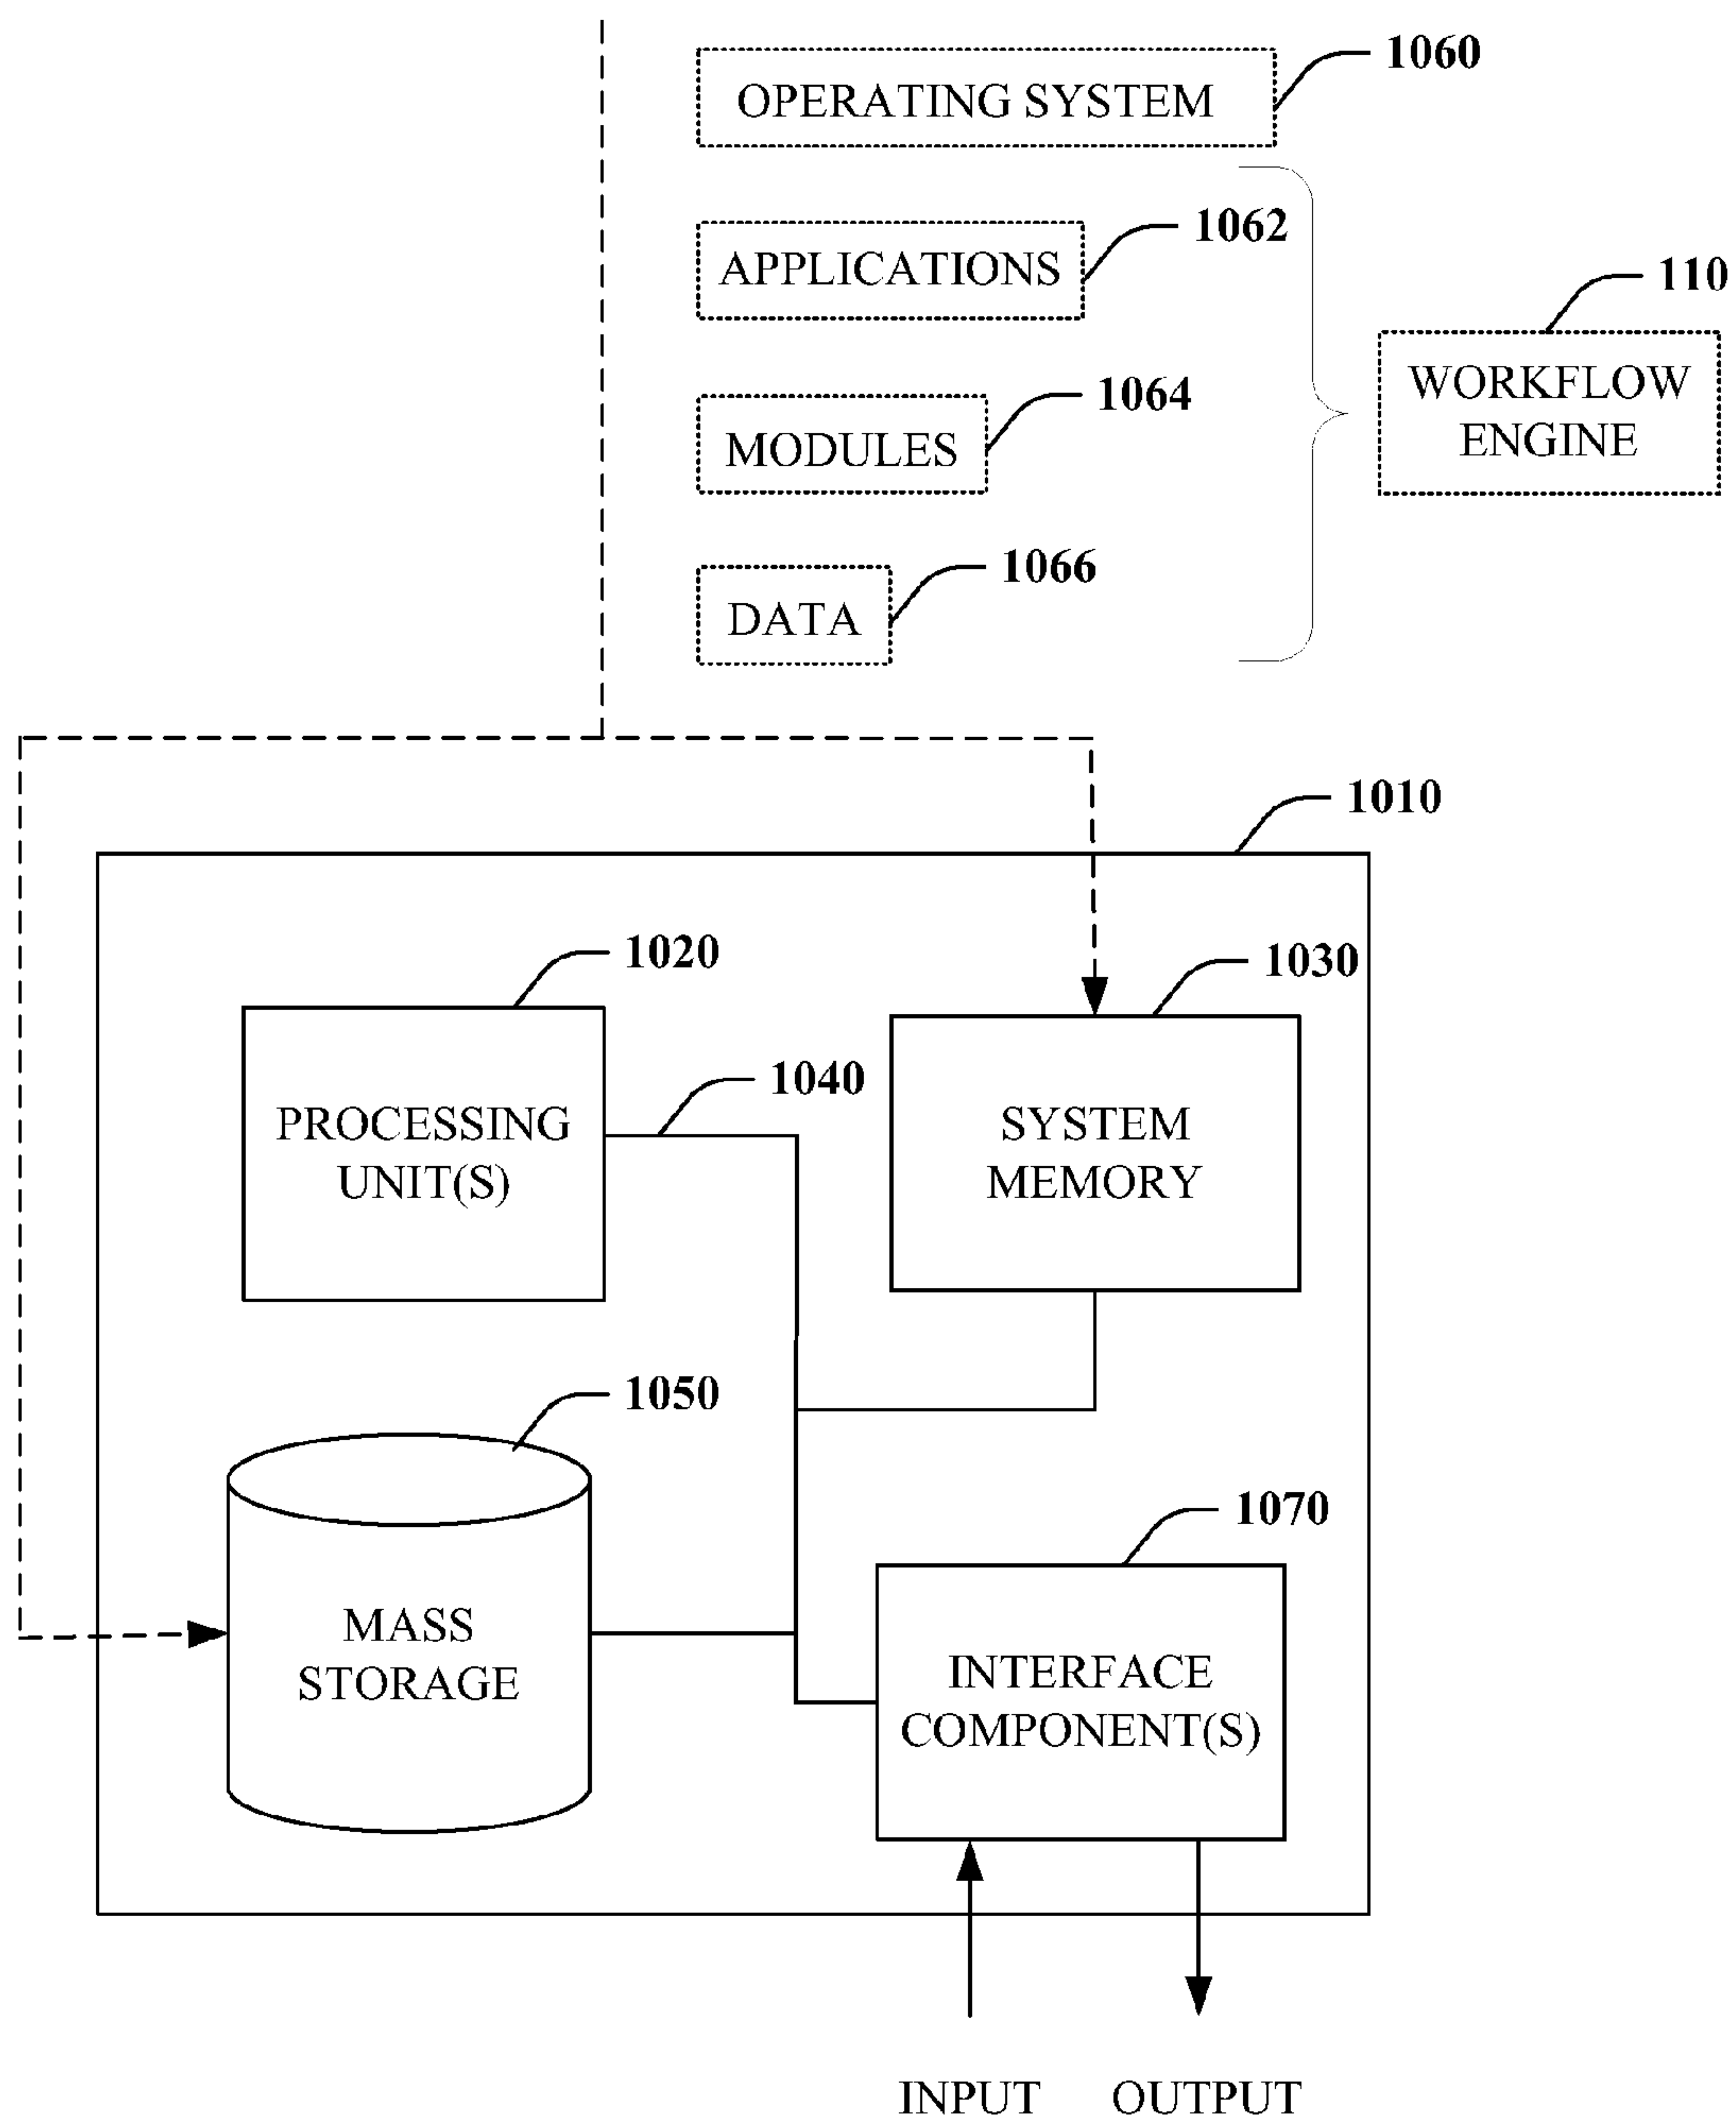 1060
OPERATING SYSTEM
1062
APPLICATIONS
110
WORKFLOW
ENGINE
1064
MODULES
1066
DATA
1010
1020
1030
1040
PROCESSING
UNIT(S)
SYSTEM
MEMORY
1050
1070
MASS
STORAGE
INTERFACE
COMPONENT(S)
INPUT
OUTPUT